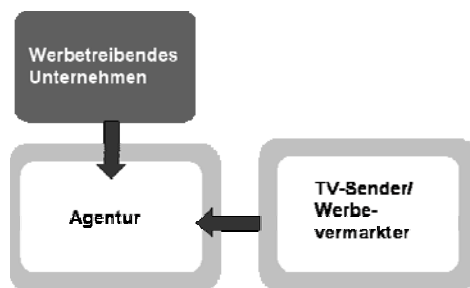 Werbetreibendes
Unternehmen
Agentur
TV-Sender/
Werbe-
vermarkter